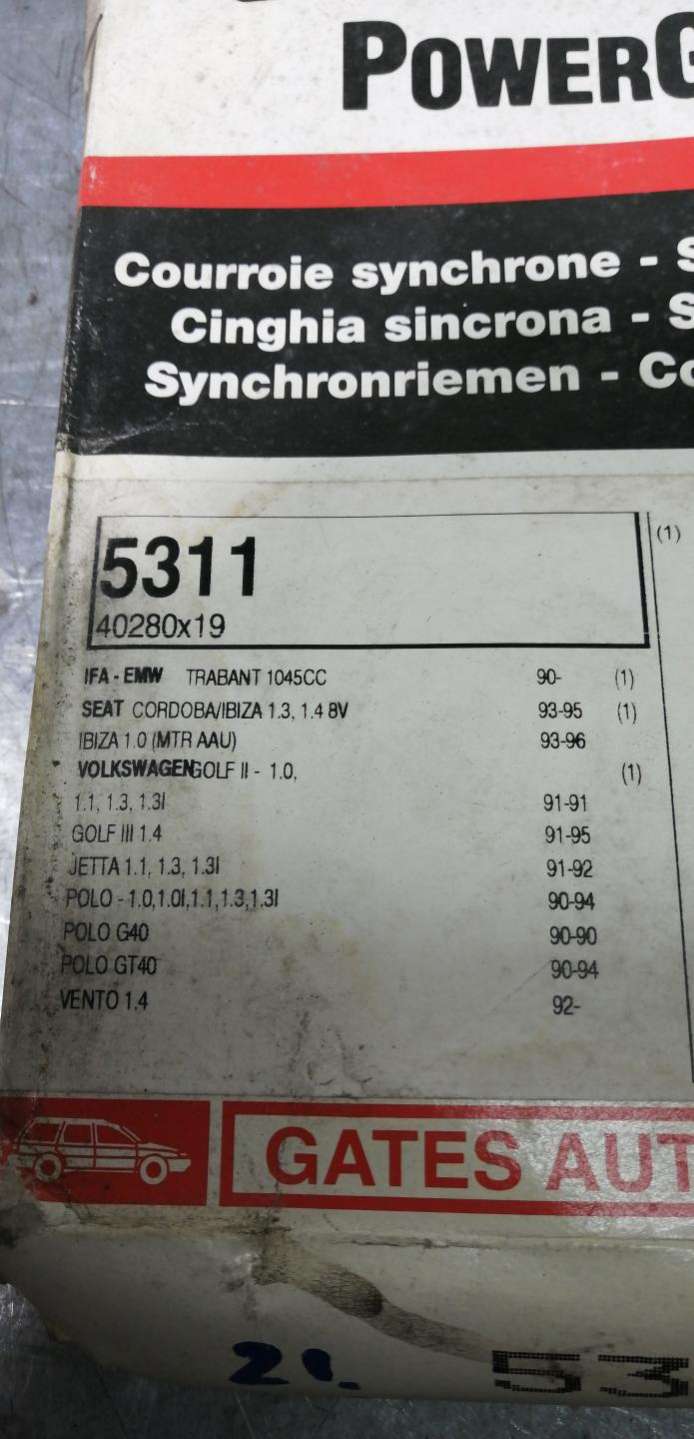 POWERG
Courroie synchrone - S
Cinghia sincrona - S
Synchronriemen - Co
5311
40280x19
(1)
IFA - EMW TRABANT 1045CC 90- (1)
SEAT CORDOBA/IBIZA 1.3, 1.4 8V 93-95 (1)
IBIZA 1.0 (MTR AAU) 93-96
VOLKSWAGEN GOLF II - 1.0, (1)
1.1, 1.3, 1.3I 91-91
GOLF III 1.4 91-95
JETTA 1.1, 1.3, 1.3I 91-92
POLO - 1.0,1.0I,1.1,1.3,1.3I 90-94
POLO G40 90-90
POLO GT40 90-94
VENTO 1.4 92-
GATES AUT
21.
53